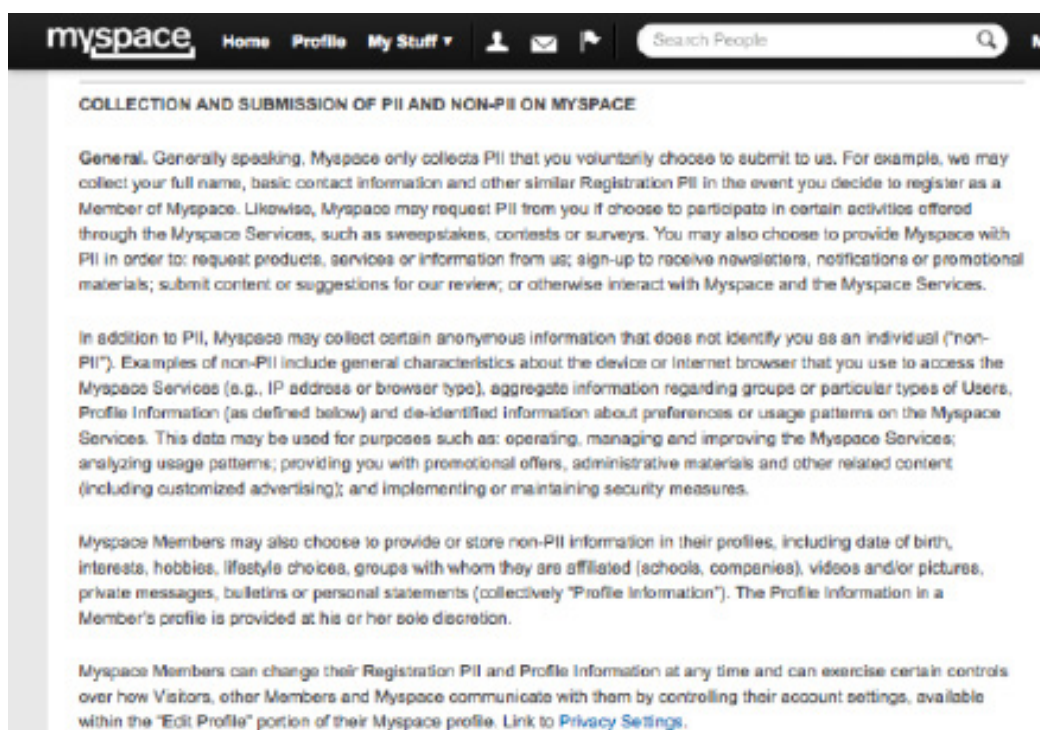 myspace Home Profile My Stuff ▾ Search People
COLLECTION AND SUBMISSION OF PII AND NON-PII ON MYSPACE
General. Generally speaking, Myspace only collects PII that you voluntarily choose to submit to us. For example, we may
collect your full name, basic contact information and other similar Registration PII in the event you decide to register as a
Member of Myspace. Likewise, Myspace may request PII from you if choose to participate in certain activities offered
through the Myspace Services, such as sweepstakes, contests or surveys. You may also choose to provide Myspace with
PII in order to: request products, services or information from us; sign-up to receive newsletters, notifications or promotional
materials; submit content or suggestions for our review; or otherwise interact with Myspace and the Myspace Services.
In addition to PII, Myspace may collect certain anonymous information that does not identify you as an individual ("non-
PII"). Examples of non-PII include general characteristics about the device or Internet browser that you use to access the
Myspace Services (e.g., IP address or browser type), aggregate information regarding groups or particular types of Users,
Profile Information (as defined below) and de-identified information about preferences or usage patterns on the Myspace
Services. This data may be used for purposes such as: operating, managing and improving the Myspace Services;
analyzing usage patterns; providing you with promotional offers, administrative materials and other related content
(including customized advertising); and implementing or maintaining security measures.
Myspace Members may also choose to provide or store non-PII information in their profiles, including date of birth,
interests, hobbies, lifestyle choices, groups with whom they are affiliated (schools, companies), videos and/or pictures,
private messages, bulletins or personal statements (collectively "Profile Information"). The Profile Information in a
Member's profile is provided at his or her sole discretion.
Myspace Members can change their Registration PII and Profile Information at any time and can exercise certain controls
over how Visitors, other Members and Myspace communicate with them by controlling their account settings, available
within the "Edit Profile" portion of their Myspace profile. Link to Privacy Settings.